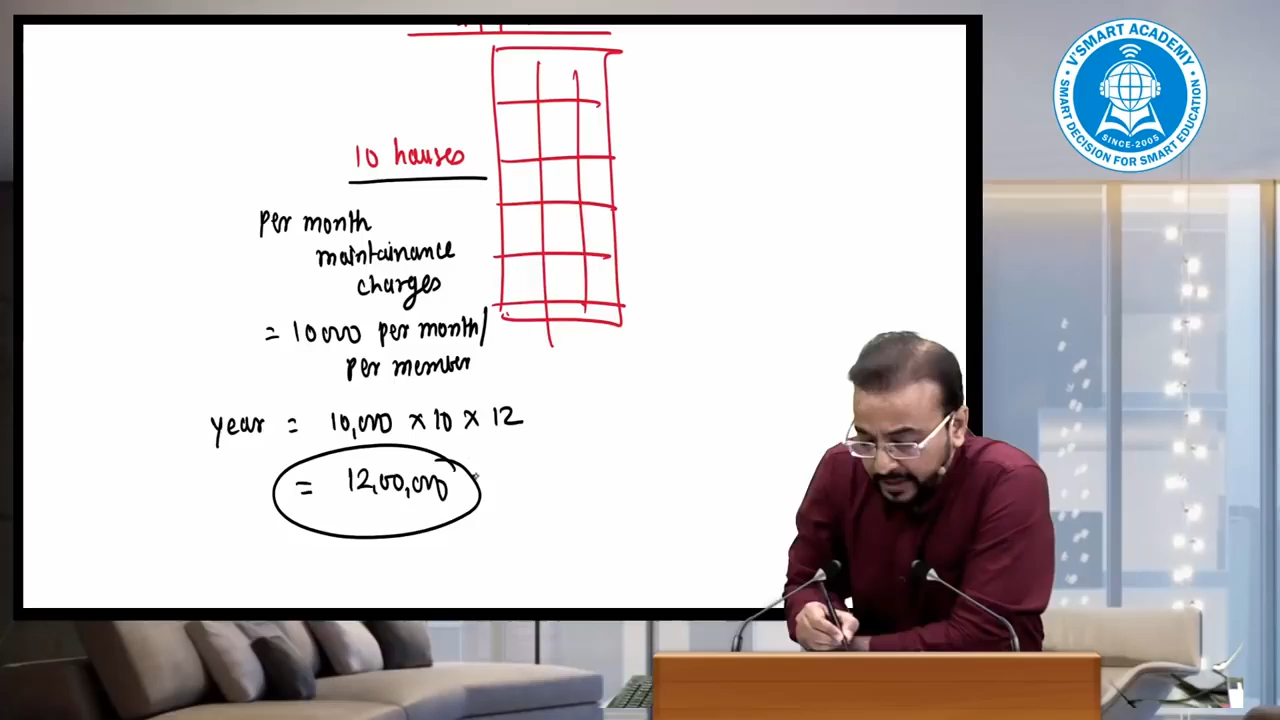 10 houses
per month
maintainance
charges
= 10000 per month/
per member
year = 10,000 x 10 x 12
= 12,00,000
V'SMART ACADEMY
SINCE-2005
SMART DECISION FOR SMART EDUCATION